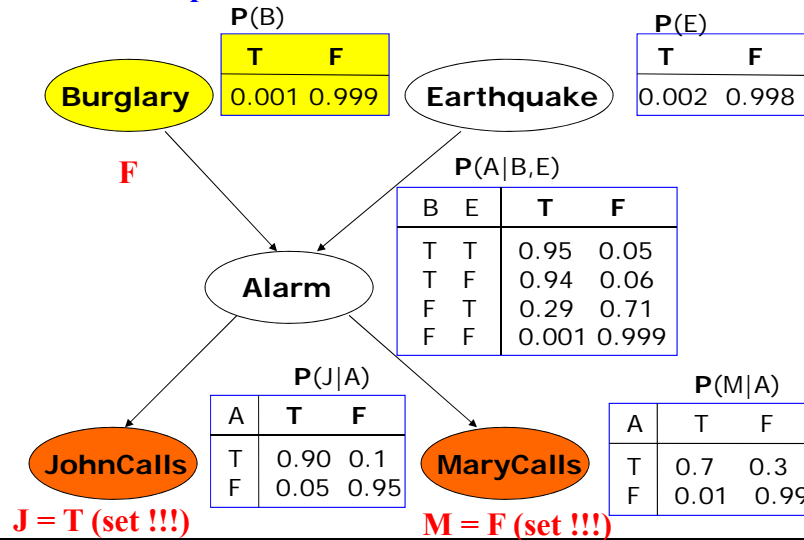 P(B)
T F
0.001 0.999
Burglary
F
P(E)
T F
0.002 0.998
Earthquake
P(A|B,E)
B E T F
T T 0.95 0.05
T F 0.94 0.06
F T 0.29 0.71
F F 0.001 0.999
Alarm
P(J|A)
A T F
T 0.90 0.1
F 0.05 0.95
JohnCalls
J = T (set !!!)
P(M|A)
A T F
T 0.7 0.3
F 0.01 0.99
MaryCalls
M = F (set !!!)